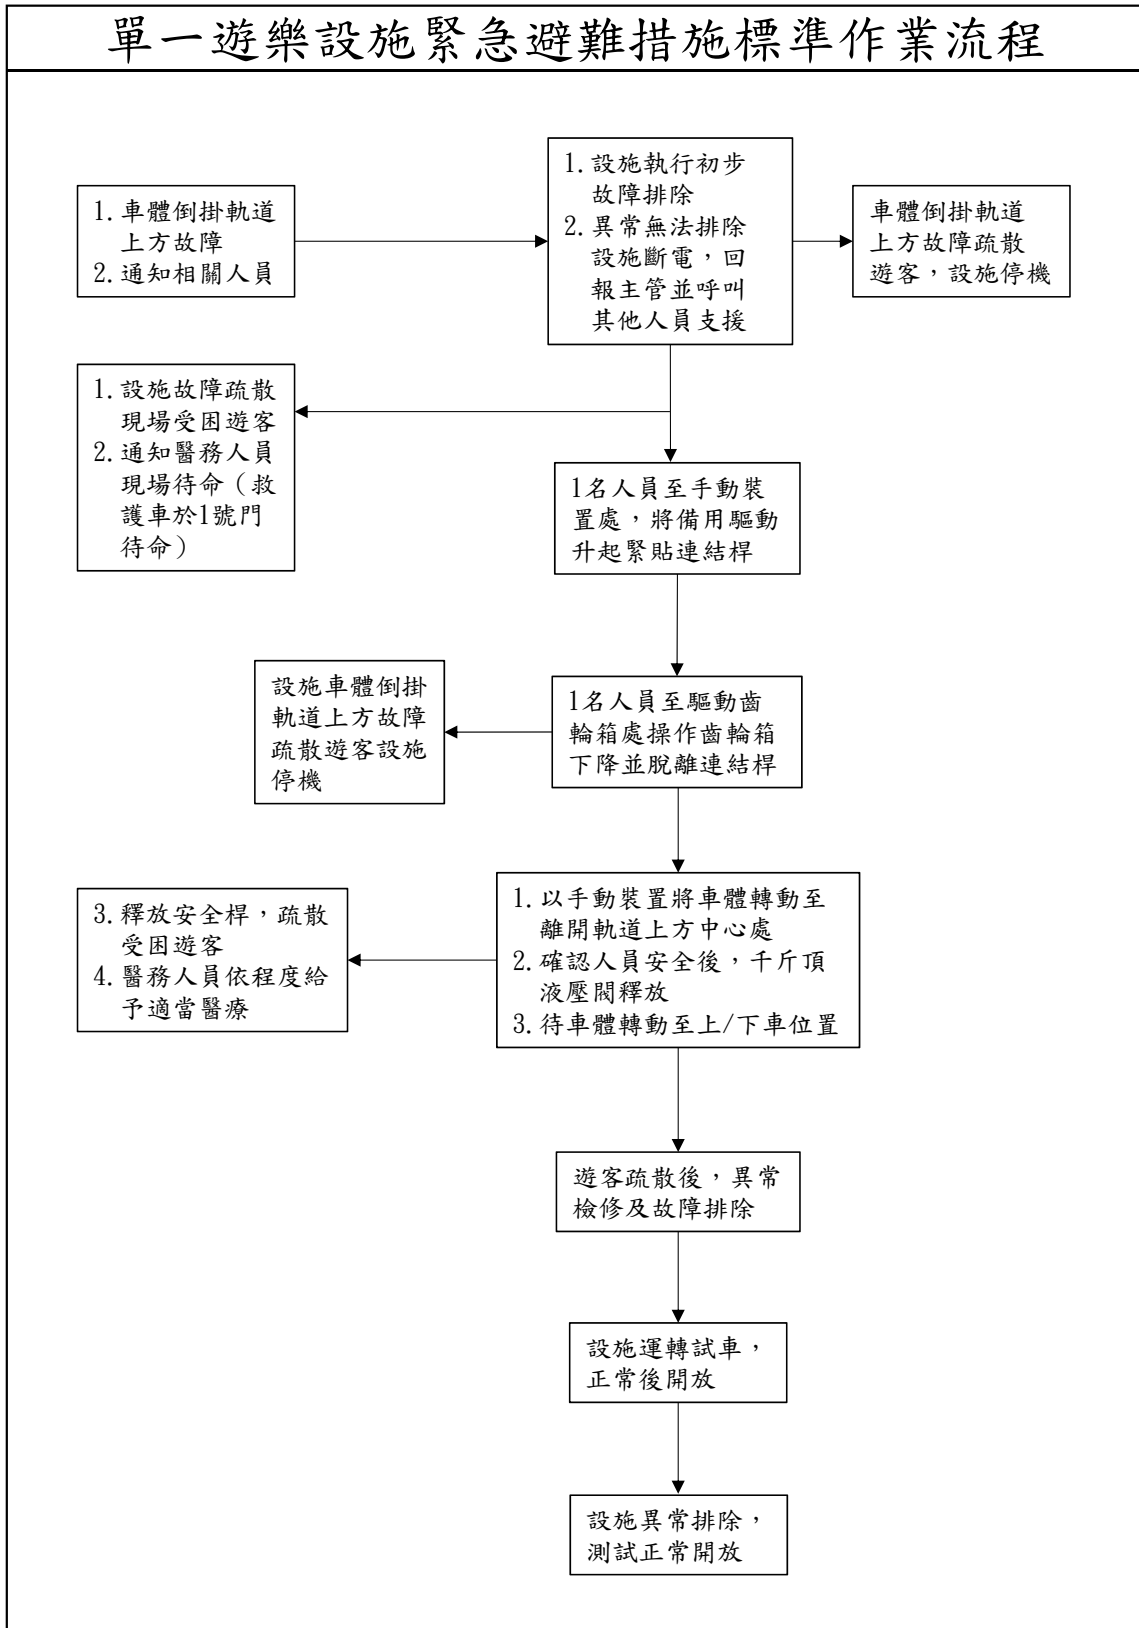 單一遊樂設施緊急避難措施標準作業流程
1. 車體倒掛軌道
上方故障
2. 通知相關人員
1. 設施執行初步
故障排除
2. 異常無法排除
設施斷電，回
報主管並呼叫
其他人員支援
車體倒掛軌道
上方故障疏散
遊客，設施停機
1. 設施故障疏散
現場受困遊客
2. 通知醫務人員
現場待命（救
護車於1號門
待命）
1名人員至手動裝
置處，將備用驅動
升起緊貼連結桿
設施車體倒掛
軌道上方故障
疏散遊客設施
停機
1名人員至驅動齒
輪箱處操作齒輪箱
下降並脫離連結桿
3. 釋放安全桿，疏散
受困遊客
4. 醫務人員依程度給
予適當醫療
1. 以手動裝置將車體轉動至
離開軌道上方中心處
2. 確認人員安全後，千斤頂
液壓閥釋放
3. 待車體轉動至上/下車位置
遊客疏散後，異常
檢修及故障排除
設施運轉試車，
正常後開放
設施異常排除，
測試正常開放